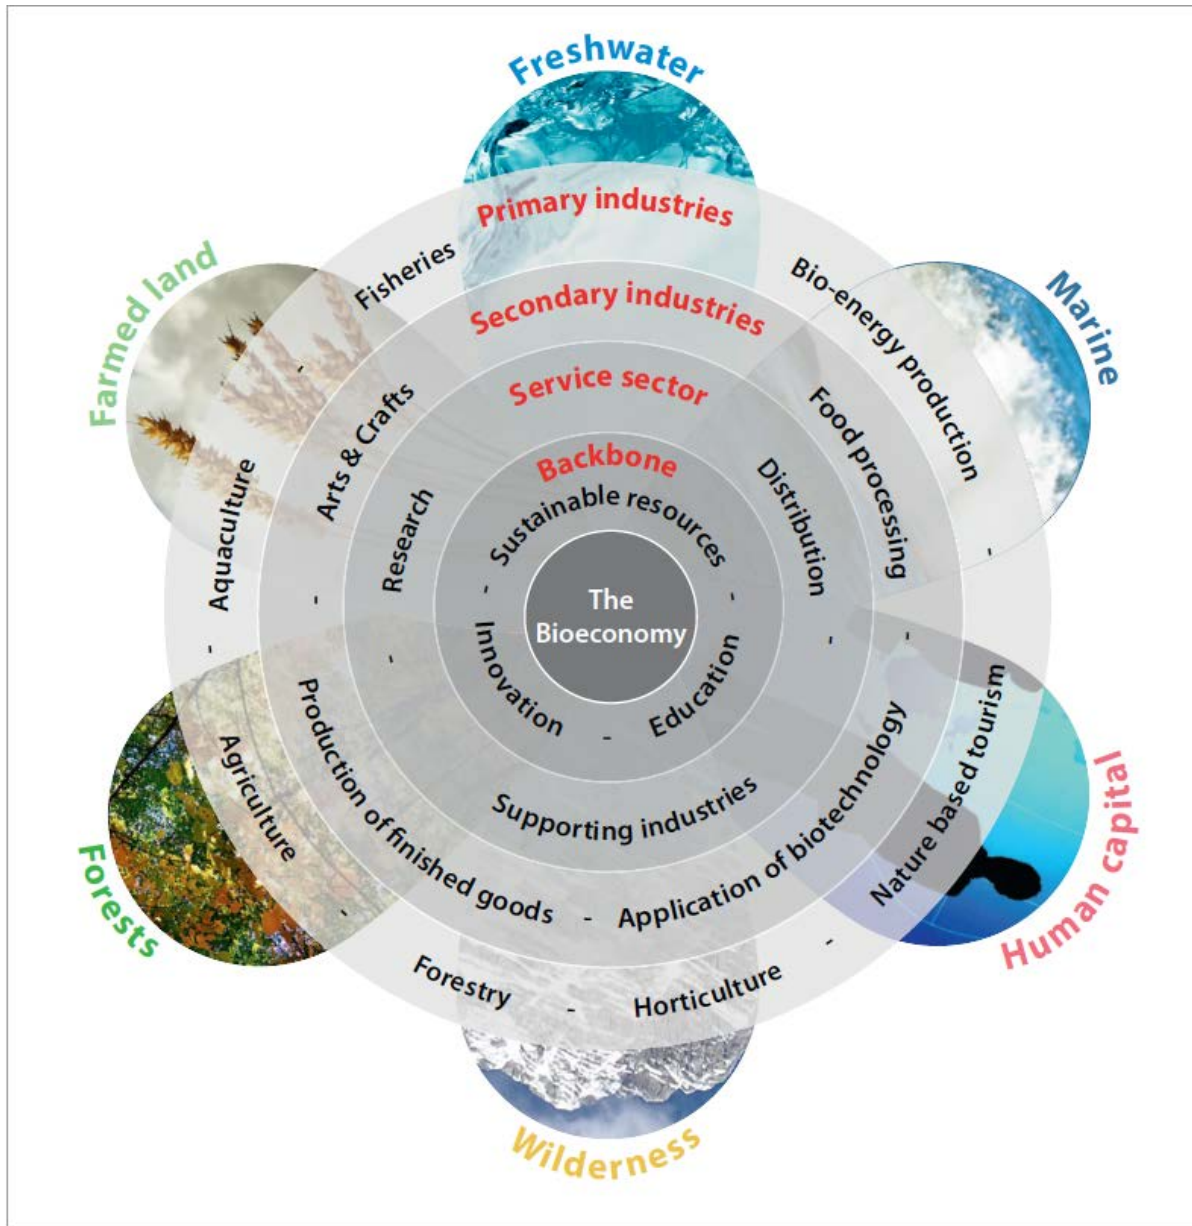 Freshwater
Marine
Human capital
Wilderness
Forests
Farmed land
Primary industries
Bio-energy production
-
Nature based tourism
-
Horticulture
-
Forestry
-
Agriculture
-
Aquaculture
-
Fisheries
Secondary industries
Food processing
-
Application of biotechnology
-
Production of finished goods
-
Arts & Crafts
Service sector
Distribution
-
Supporting industries
-
Research
Backbone
Sustainable resources
-
Education
-
Innovation
-
The
Bioeconomy